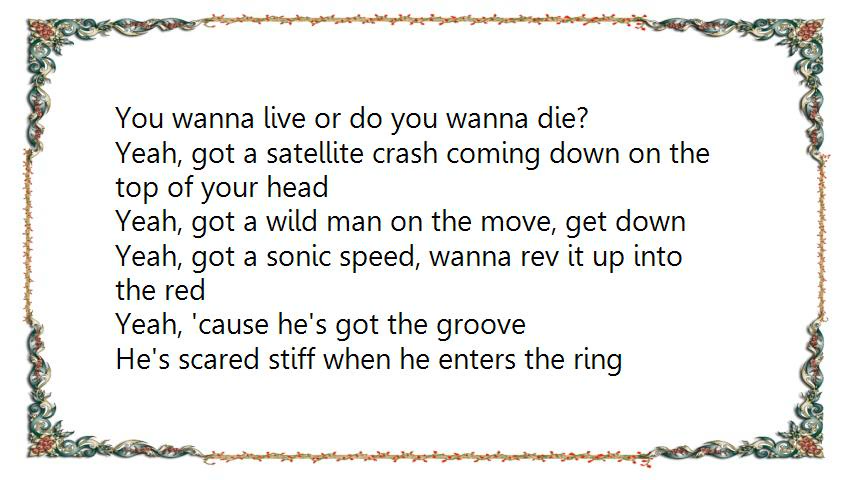 You wanna live or do you wanna die?
Yeah, got a satellite crash coming down on the
top of your head
Yeah, got a wild man on the move, get down
Yeah, got a sonic speed, wanna rev it up into
the red
Yeah, 'cause he's got the groove
He's scared stiff when he enters the ring